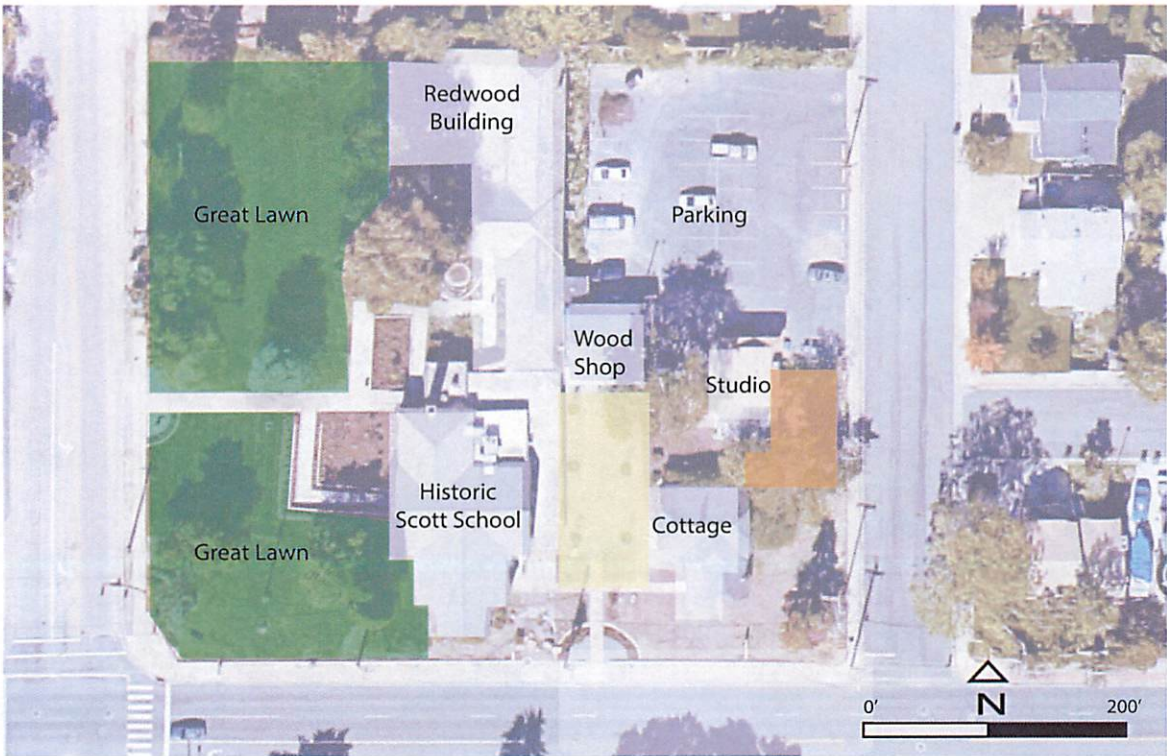 Redwood
Building
Great Lawn
Parking
Wood
Shop
Studio
Historic
Scott School
Cottage
Great Lawn
N
0'
200'